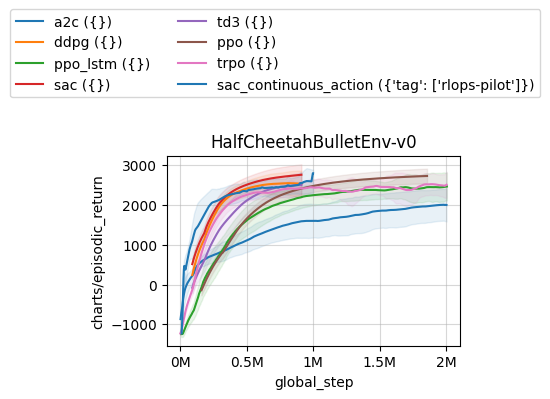 a2c ({})
ddpg ({})
ppo_lstm ({})
sac ({})
td3 ({})
ppo ({})
trpo ({})
sac_continuous_action ({'tag': ['rlops-pilot']})
HalfCheetahBulletEnv-v0
charts/episodic_return
3000
2000
1000
0
−1000
0M 0.5M 1M 1.5M 2M
global_step